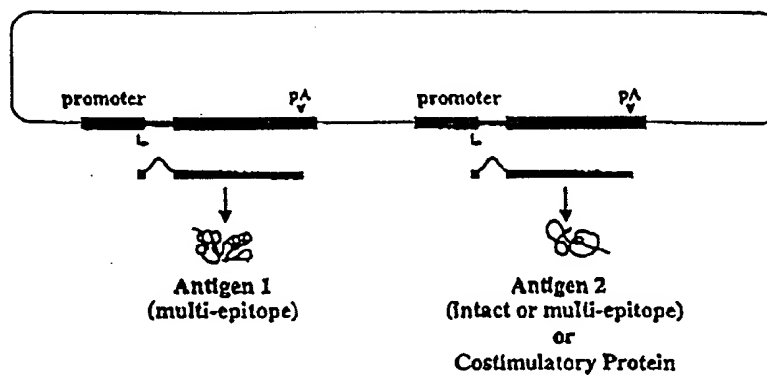 promoter pA promoter pA
Antigen 1
(multi-epitope)
Antigen 2
(intact or multi-epitope)
or
Costimulatory Protein